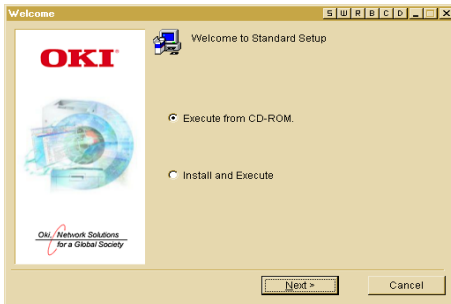 Welcome
S U R B C D
OKI
Welcome to Standard Setup
Execute from CD-ROM.
Install and Execute
Oki, Network Solutions
for a Global Society
Next >
Cancel